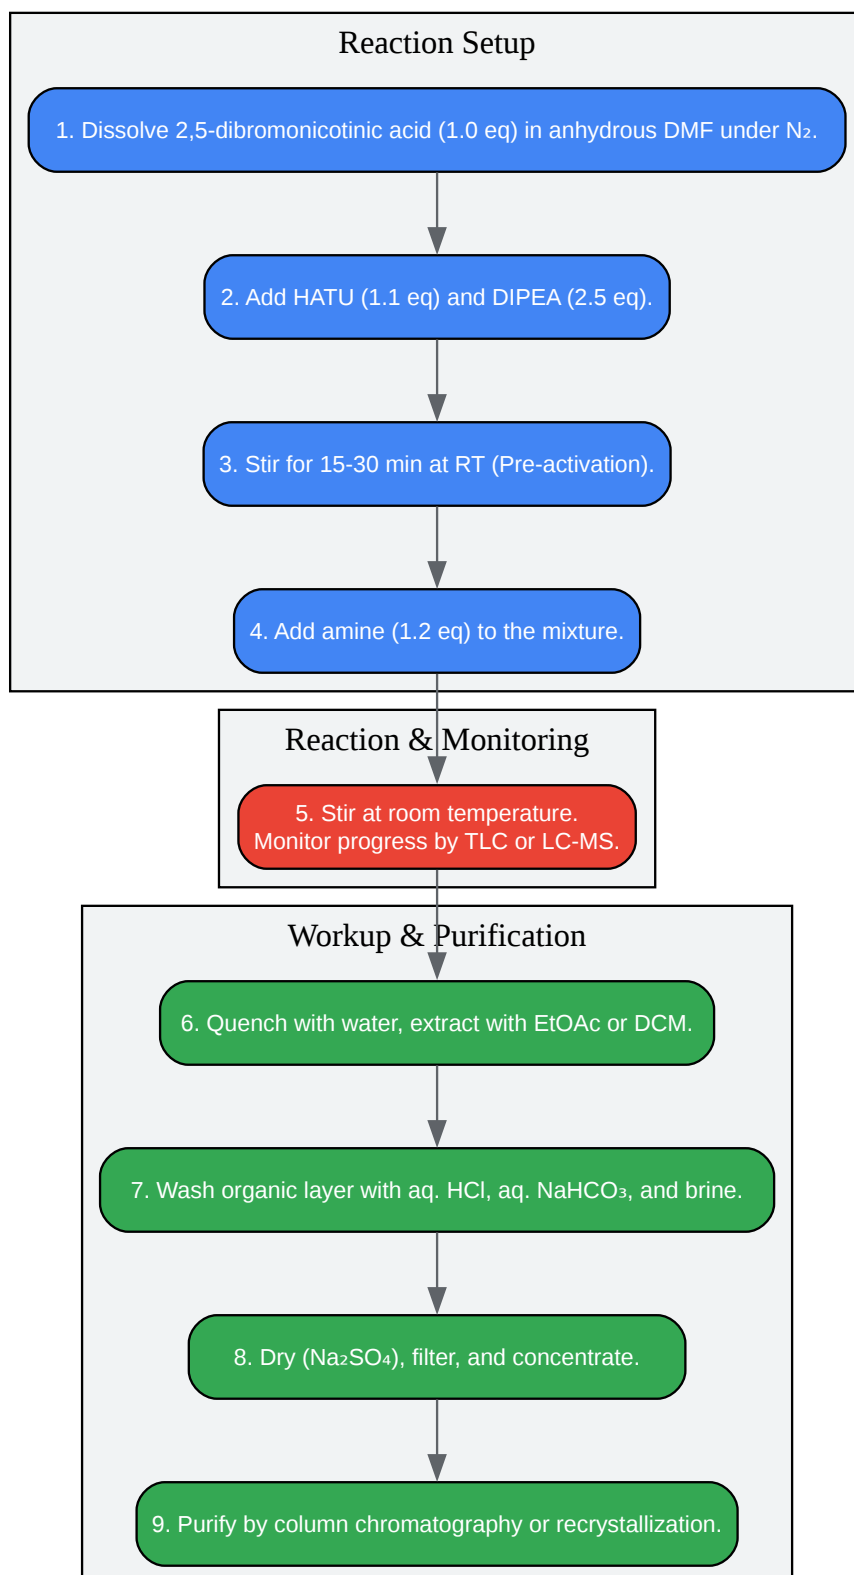 Reaction Setup
1. Dissolve 2,5-dibromonicotinic acid (1.0 eq) in anhydrous DMF under N₂.
2. Add HATU (1.1 eq) and DIPEA (2.5 eq).
3. Stir for 15-30 min at RT (Pre-activation).
4. Add amine (1.2 eq) to the mixture.
Reaction & Monitoring
5. Stir at room temperature.
Monitor progress by TLC or LC-MS.
Workup & Purification
6. Quench with water, extract with EtOAc or DCM.
7. Wash organic layer with aq. HCl, aq. NaHCO₃, and brine.
8. Dry (Na₂SO₄), filter, and concentrate.
9. Purify by column chromatography or recrystallization.